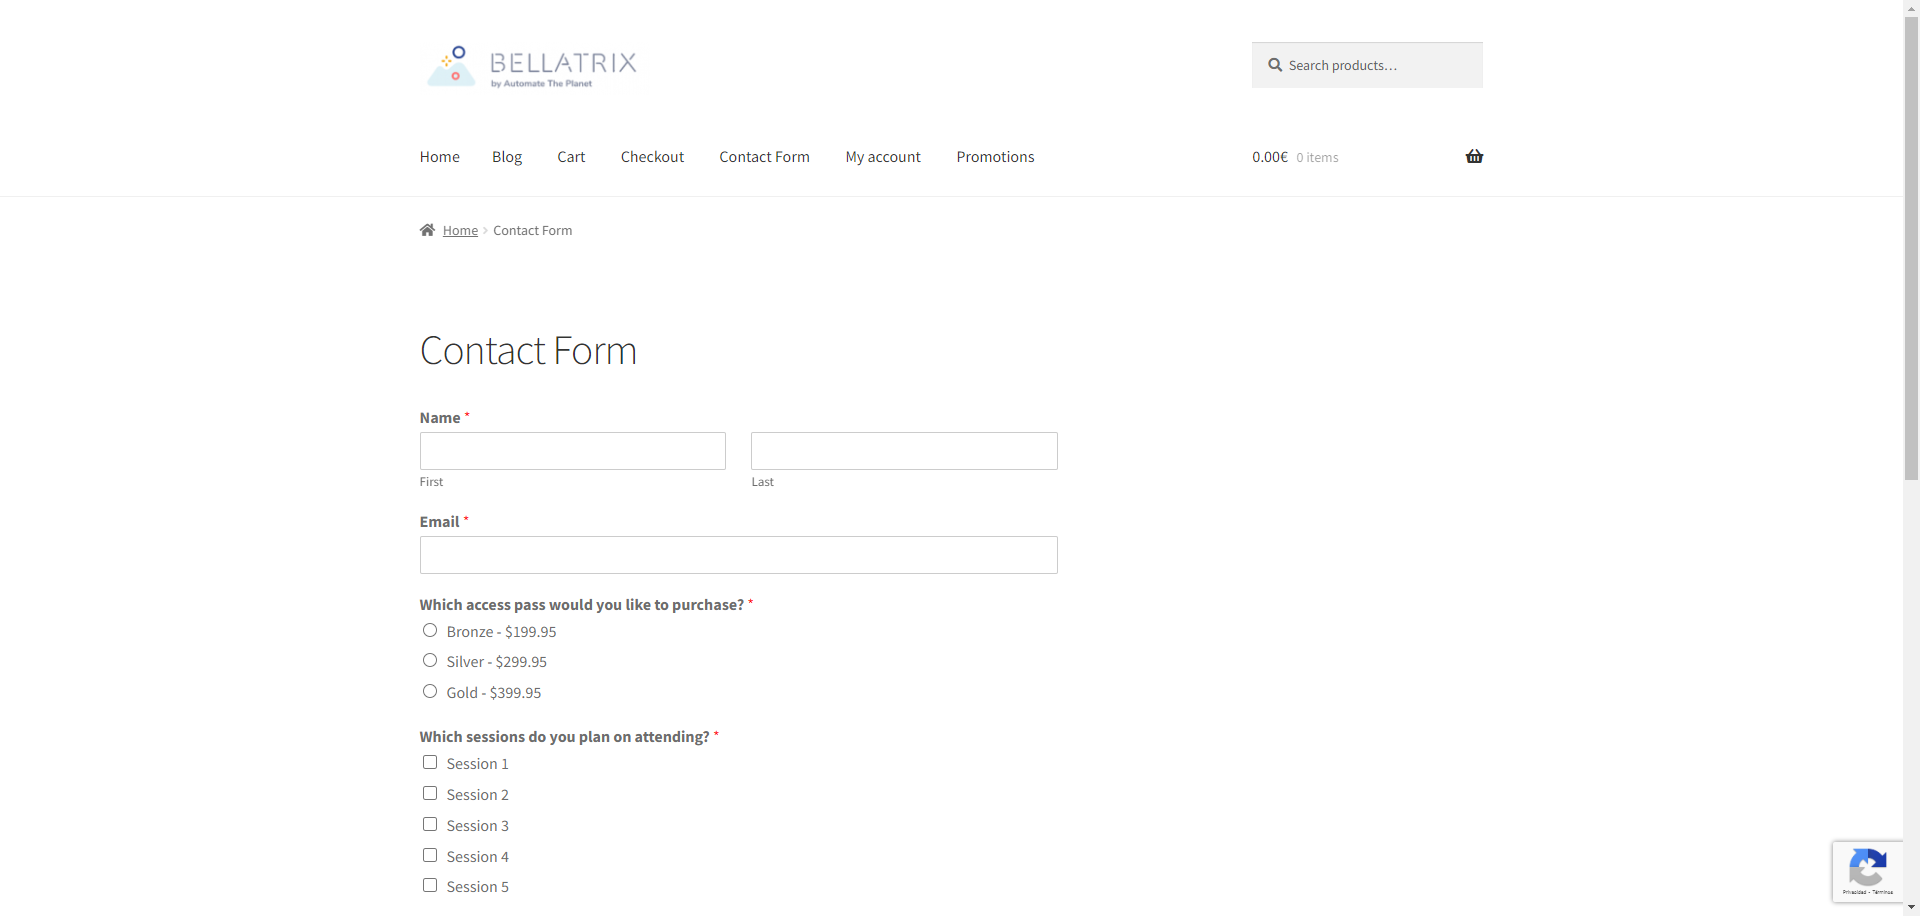 BELLATRIX
by Automate The Planet
Search products…
Home Blog Cart Checkout Contact Form My account Promotions
0.00€ 0 items
Home Contact Form
Contact Form
Name *
First Last
Email *
Which access pass would you like to purchase? *
Bronze - $199.95
Silver - $299.95
Gold - $399.95
Which sessions do you plan on attending? *
Session 1
Session 2
Session 3
Session 4
Session 5
Privacidad - Términos